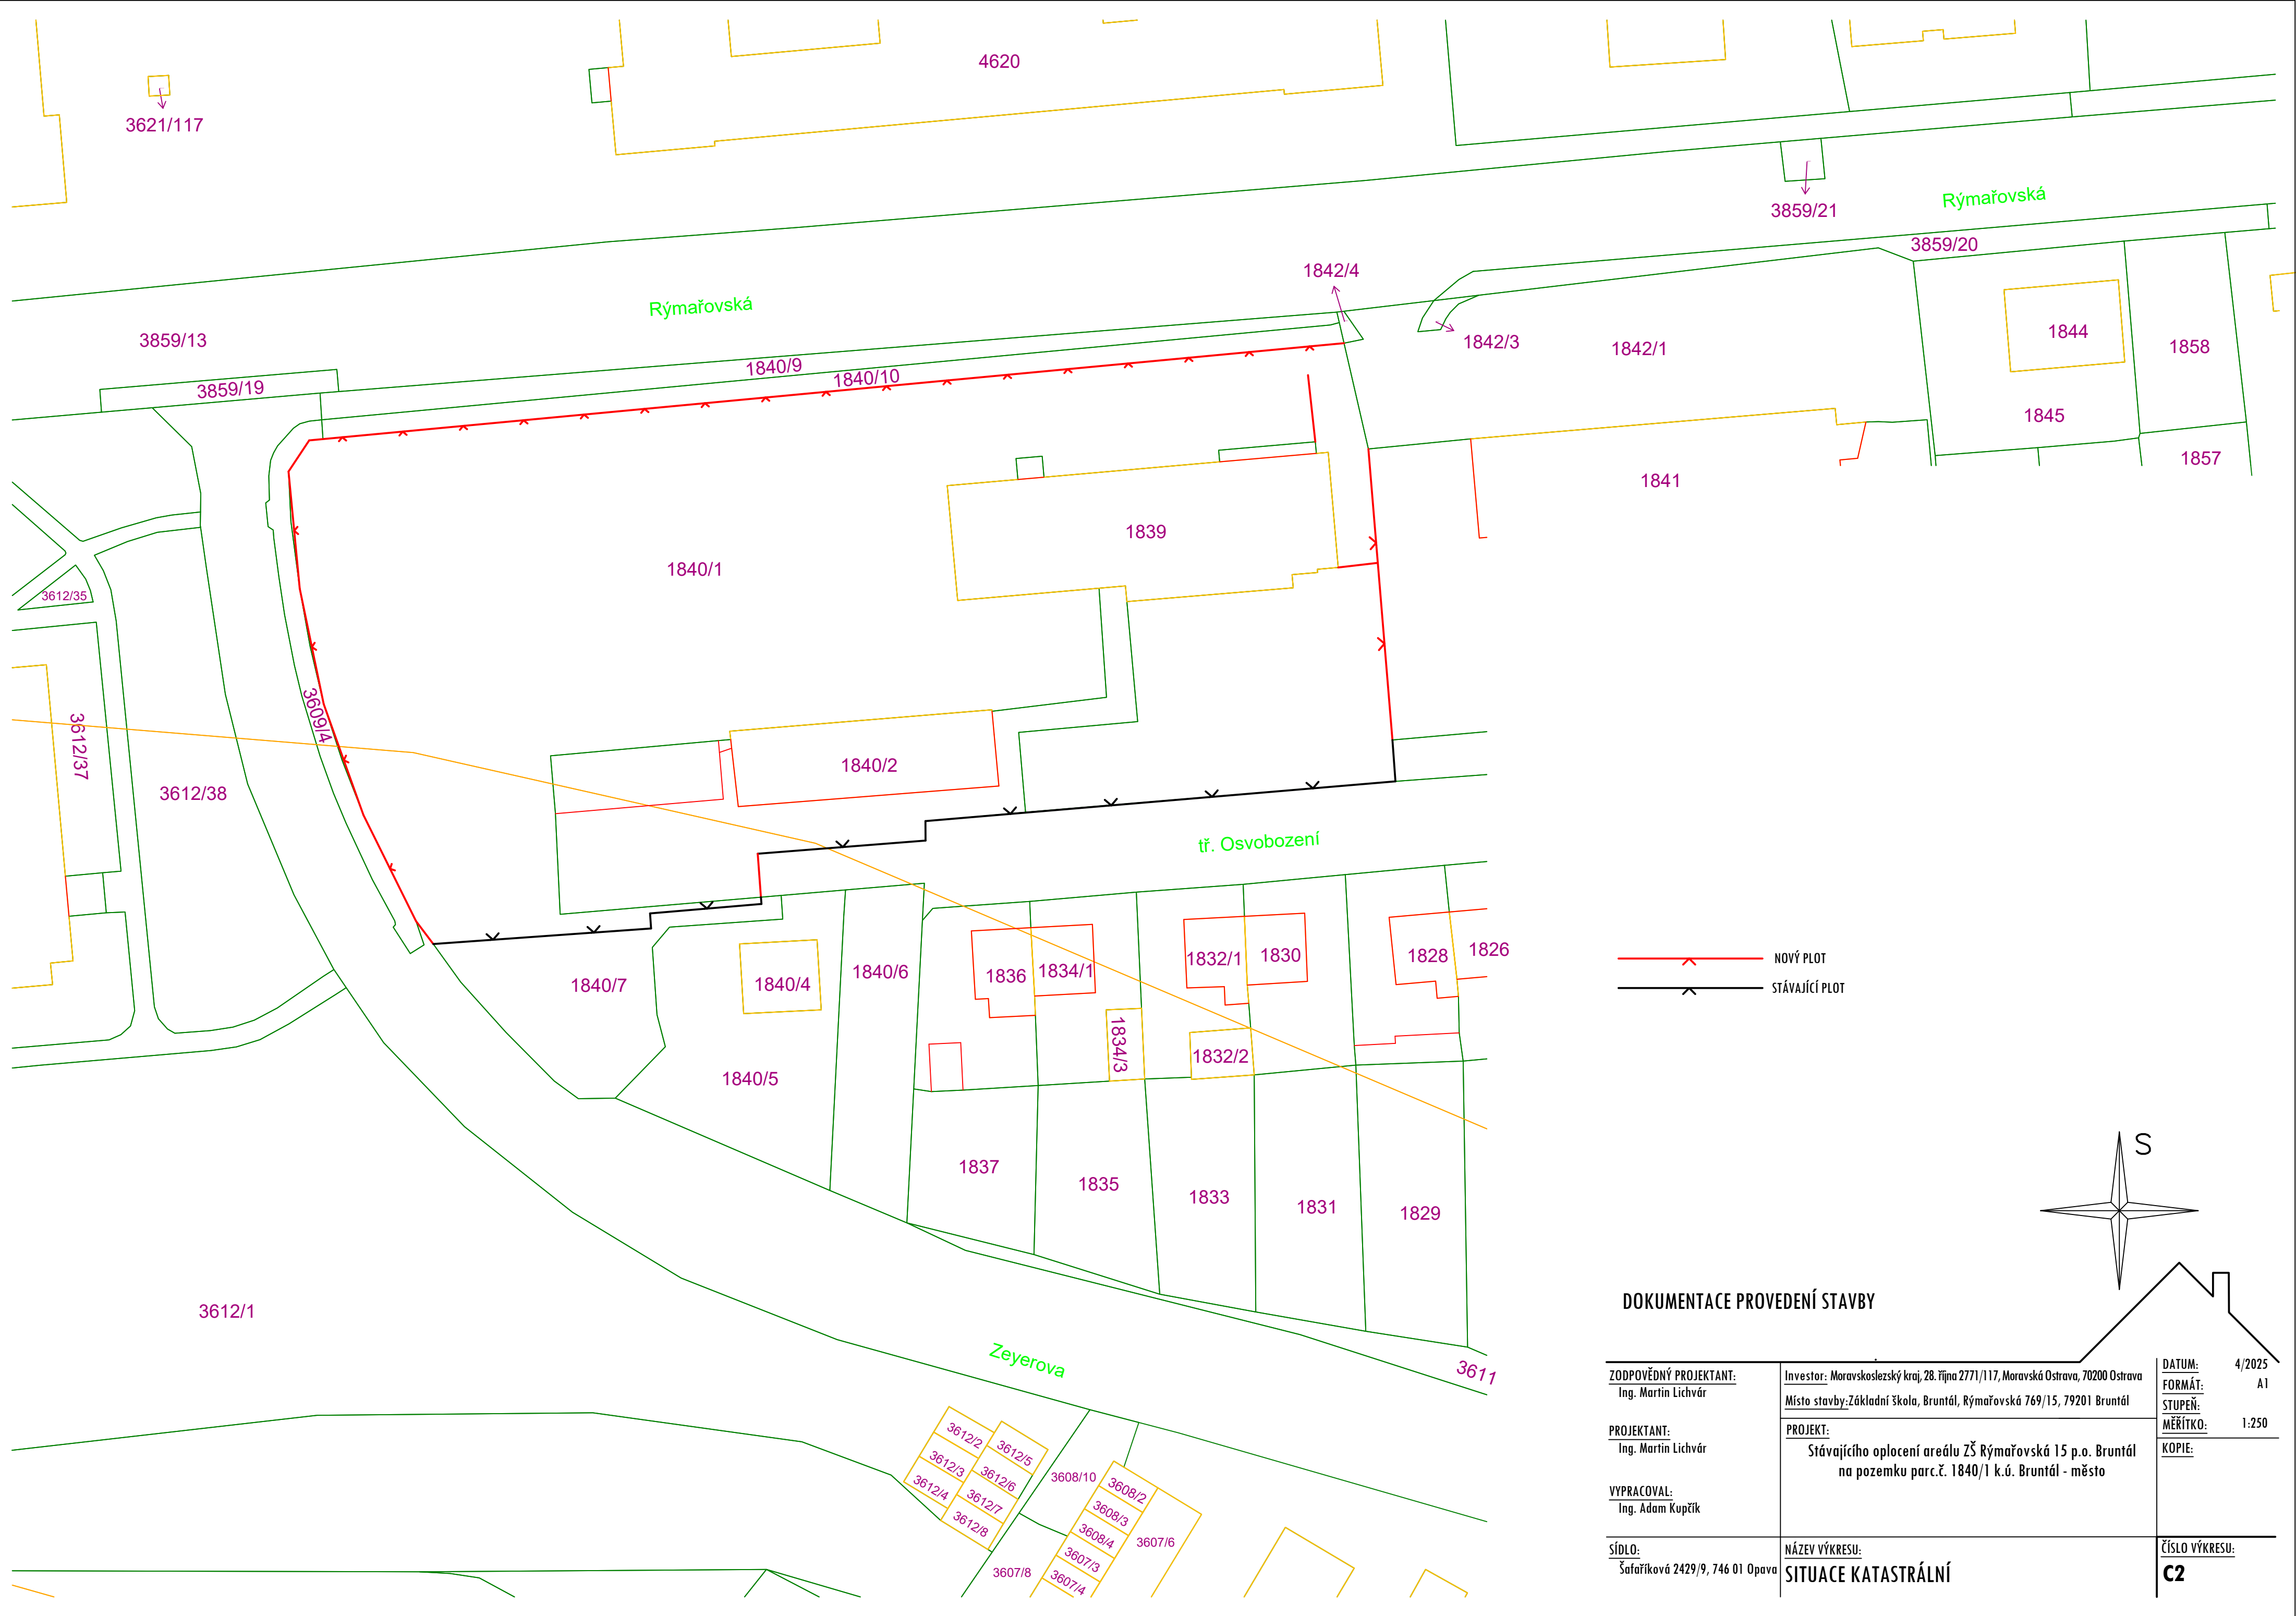 4620
3621/117
3859/21
Rýmařovská
3859/20
1842/4
Rýmařovská
3859/13
1842/3
1842/1
1844
1858
1840/9
1840/10
3859/19
1845
1857
1841
1839
1840/1
3612/35
3609/4
3612/37
1840/2
3612/38
tř. Osvobození
1840/7
1840/4
1840/6
1836
1834/1
1832/1
1830
1828
1826
NOVÝ PLOT
STÁVAJÍCÍ PLOT
1834/3
1832/2
1840/5
1837
1835
1833
1831
1829
S
3612/1
Zeyerova
3611
3612/2
3612/5
3612/3
3612/6
3612/4
3612/7
3612/8
3608/10
3608/2
3608/3
3608/4
3607/6
3607/3
3607/8
3607/4
DOKUMENTACE PROVEDENÍ STAVBY
ZODPOVĚDNÝ PROJEKTANT:
Ing. Martin Lichvár
PROJEKTANT:
Ing. Martin Lichvár
VYPRACOVAL:
Ing. Adam Kupčík
SÍDLO:
Šafaříková 2429/9, 746 01 Opava
Investor: Moravskoslezský kraj, 28. října 2771/117, Moravská Ostrava, 70200 Ostrava
Místo stavby:Základní škola, Bruntál, Rýmařovská 769/15, 79201 Bruntál
PROJEKT:
Stávajícího oplocení areálu ZŠ Rýmařovská 15 p.o. Bruntál
na pozemku parc.č. 1840/1 k.ú. Bruntál - město
NÁZEV VÝKRESU:
SITUACE KATASTRÁLNÍ
DATUM: 4/2025
FORMÁT: A1
STUPEŇ:
MĚŘÍTKO: 1:250
KOPIE:
ČÍSLO VÝKRESU:
C2